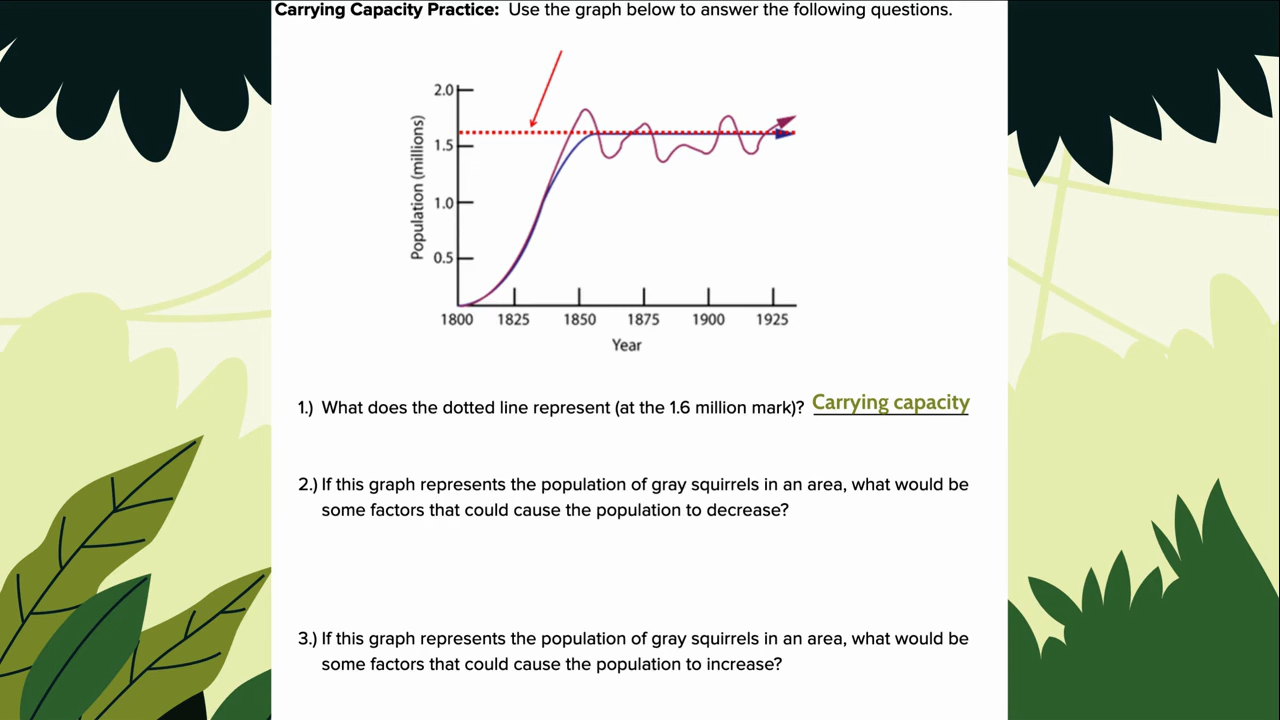 Carrying Capacity Practice: Use the graph below to answer the following questions.
2.0
1.5
1.0
0.5
Population (millions)
1800 1825 1850 1875 1900 1925
Year
1.) What does the dotted line represent (at the 1.6 million mark)? Carrying capacity
2.) If this graph represents the population of gray squirrels in an area, what would be
some factors that could cause the population to decrease?
3.) If this graph represents the population of gray squirrels in an area, what would be
some factors that could cause the population to increase?